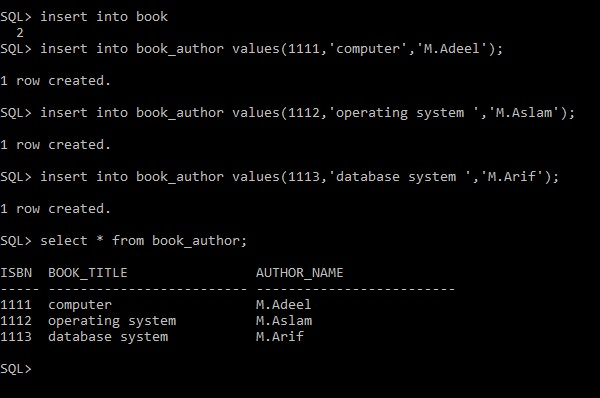 SQL> insert into book
2
SQL> insert into book_author values(1111,'computer','M.Adeel');
1 row created.
SQL> insert into book_author values(1112,'operating system ','M.Aslam');
1 row created.
SQL> insert into book_author values(1113,'database system ','M.Arif');
1 row created.
SQL> select * from book_author;
ISBN  BOOK_TITLE                AUTHOR_NAME
----- ------------------------- -------------------------
1111  computer                  M.Adeel
1112  operating system          M.Aslam
1113  database system           M.Arif
SQL>